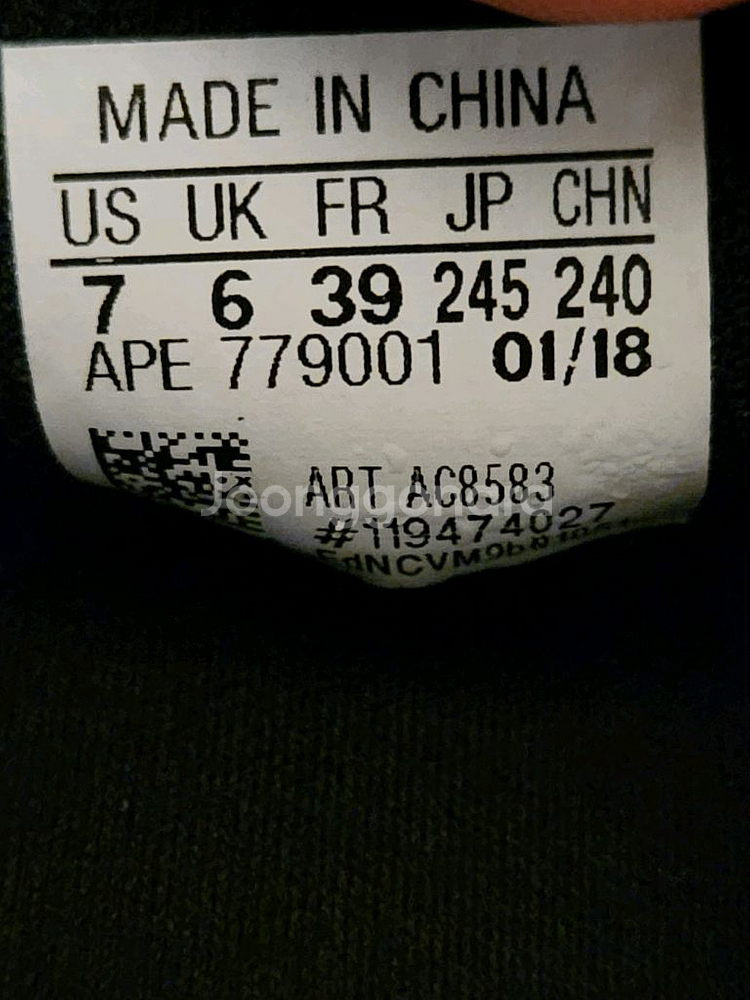 MADE IN CHINA
US UK FR JP CHN
7 6 39 245 240
APE 779001 01/18
ART AC8583
Joonggonara
#119474027